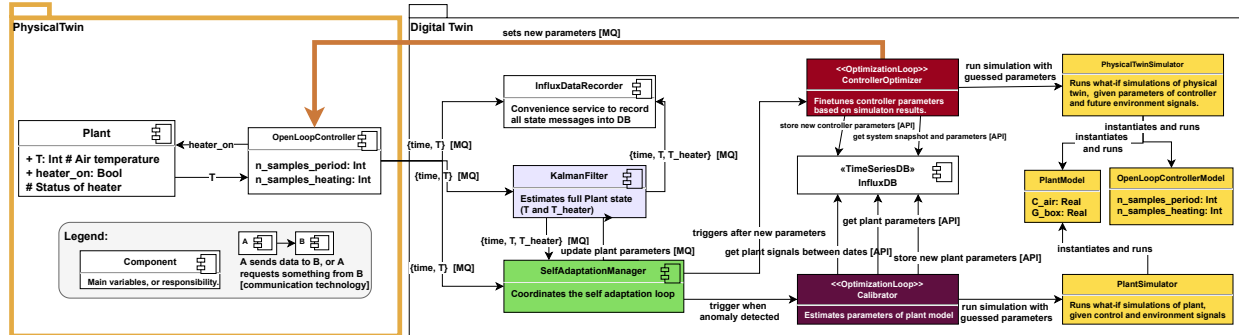 PhysicalTwin
Digital Twin
sets new parameters [MQ]
Plant
+ T: Int # Air temperature
+ heater_on: Bool
# Status of heater
heater_on
T
OpenLoopController
n_samples_period: Int
n_samples_heating: Int
{time, T} [MQ]
{time, T} [MQ]
{time, T} [MQ]
InfluxDataRecorder
Convenience service to record
all state messages into DB
{time, T, T_heater} [MQ]
KalmanFilter
Estimates full Plant state
(T and T_heater)
{time, T, T_heater} [MQ]
update plant parameters [MQ]
SelfAdaptationManager
Coordinates the self adaptation loop
triggers after new parameters
trigger when
anomaly detected
<<OptimizationLoop>>
ControllerOptimizer
Finetunes controller parameters
based on simulaton results.
store new controller parameters [API]
get system snapshot and parameters [API]
«TimeSeriesDB»
InfluxDB
get plant parameters [API]
get plant signals between dates [API]
store new plant parameters [API]
<<OptimizationLoop>>
Calibrator
Estimates parameters of plant model
run simulation with
guessed parameters
run simulation with
guessed parameters
PhysicalTwinSimulator
Runs what-if simulations of physical
twin, given parameters of controller
and future environment signals.
instantiates and runs
instantiates
and runs
PlantModel
C_air: Real
G_box: Real
OpenLoopControllerModel
n_samples_period: Int
n_samples_heating: Int
instantiates and runs
PlantSimulator
Runs what-if simulations of plant,
given control and environment signals
Legend:
Component
Main variables, or responsibility.
A
B
A sends data to B, or A
requests something from B
[communication technology]